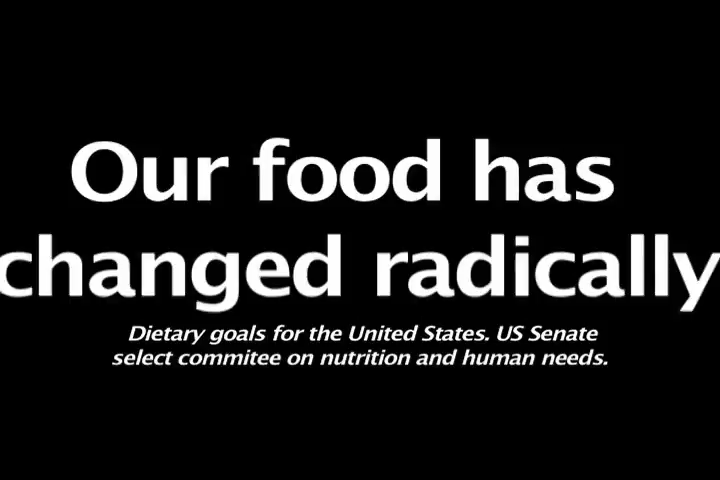 Our food has
changed radically
Dietary goals for the United States. US Senate
select commitee on nutrition and human needs.